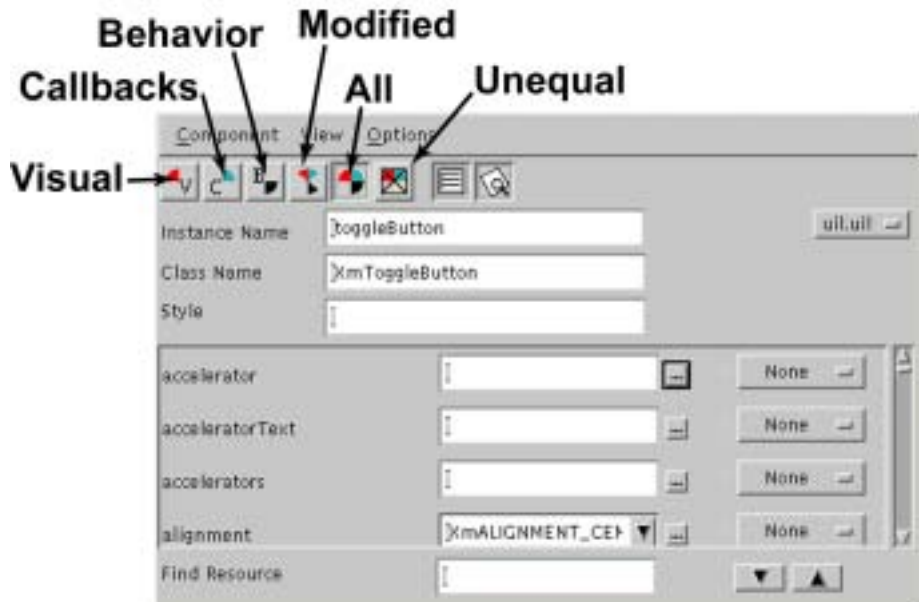 Behavior Modified
Callbacks All Unequal
Component View Options
Visual
V C B
Instance Name toggleButton uil.uil
Class Name XmToggleButton
Style
accelerator ... None
acceleratorText ... None
accelerators ... None
alignment XmALIGNMENT_CEN ... None
Find Resource